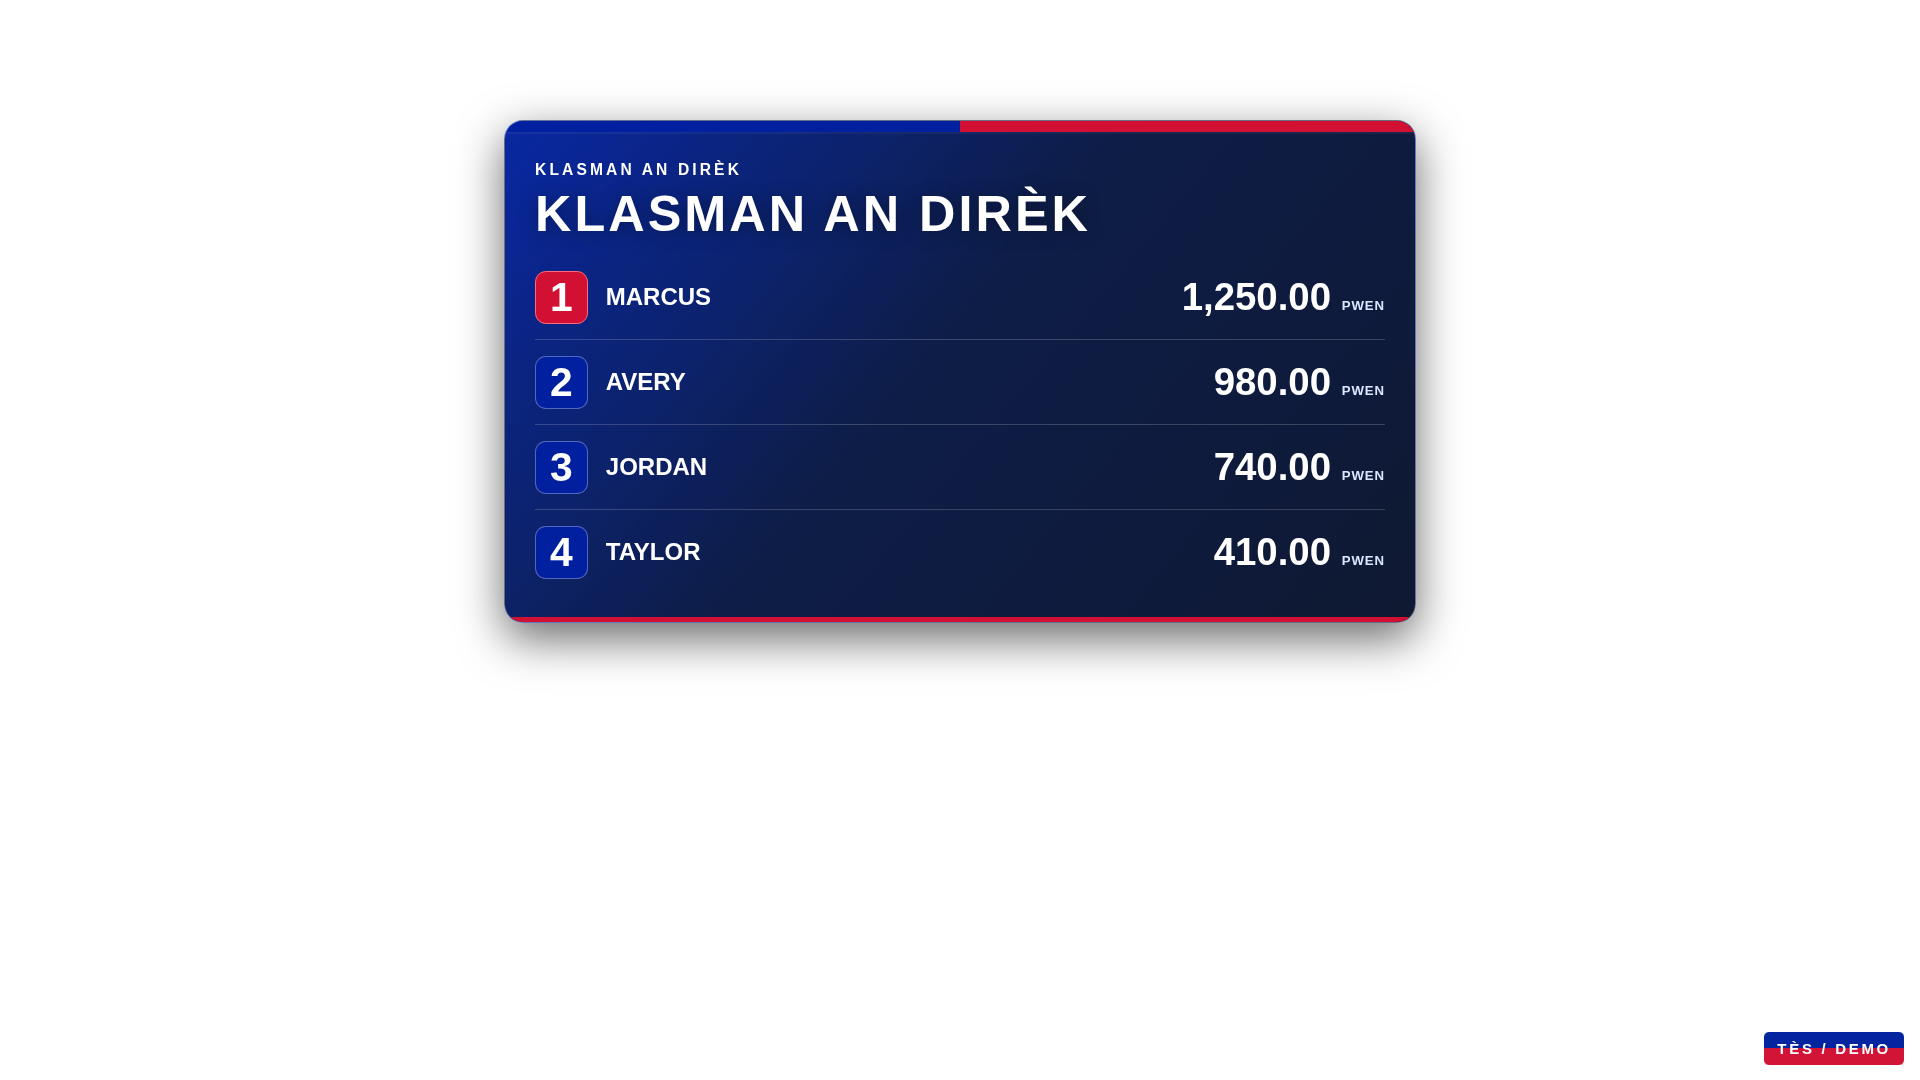 KLASMAN AN DIRÈK
KLASMAN AN DIRÈK
1 MARCUS 1,250.00 PWEN
2 AVERY 980.00 PWEN
3 JORDAN 740.00 PWEN
4 TAYLOR 410.00 PWEN
TÈS / DEMO